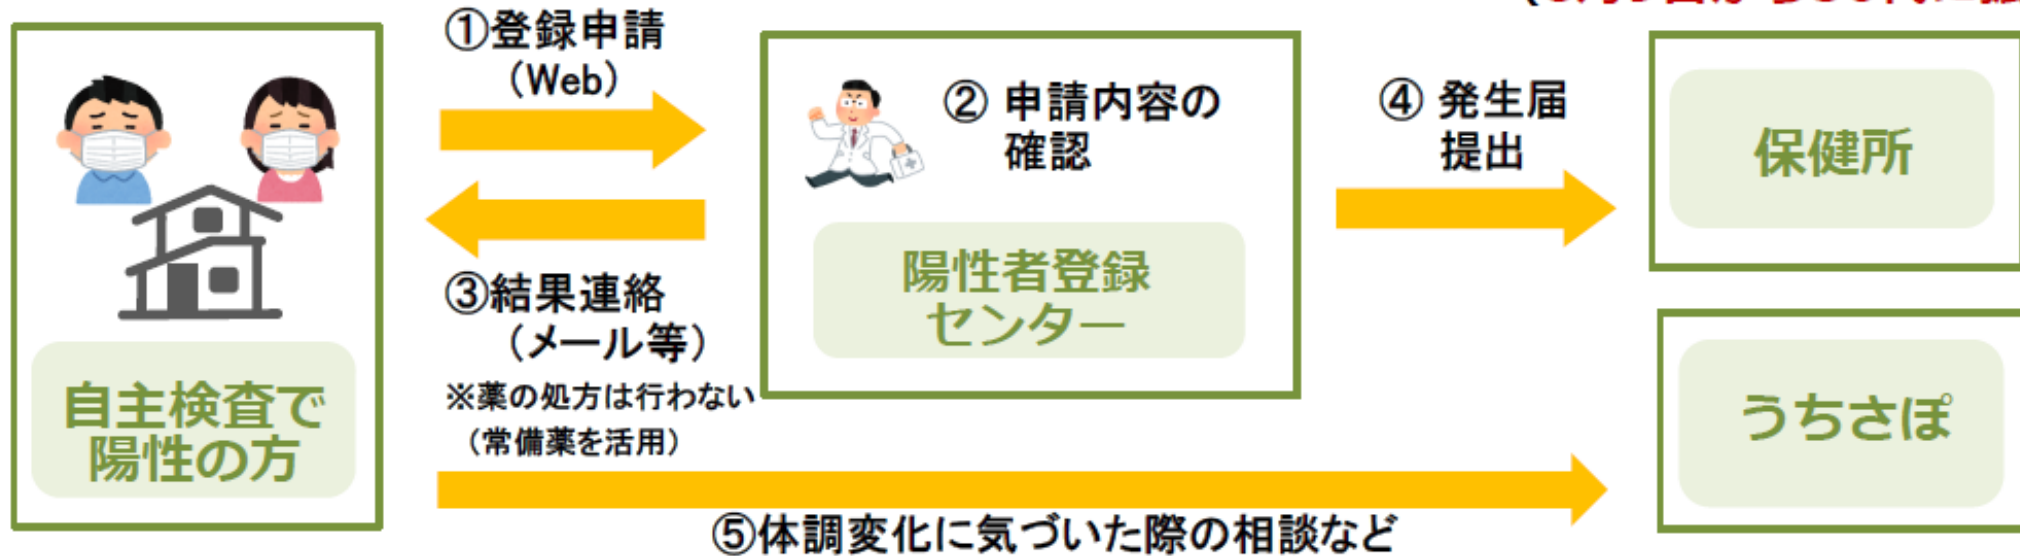 ①登録申請
（Web）
② 申請内容の
確認
④ 発生届
提出
保健所
陽性者登録
センター
③結果連絡
（メール等）
※薬の処方は行わない
（常備薬を活用）
自主検査で
陽性の方
うちさぽ
⑤体調変化に気づいた際の相談など